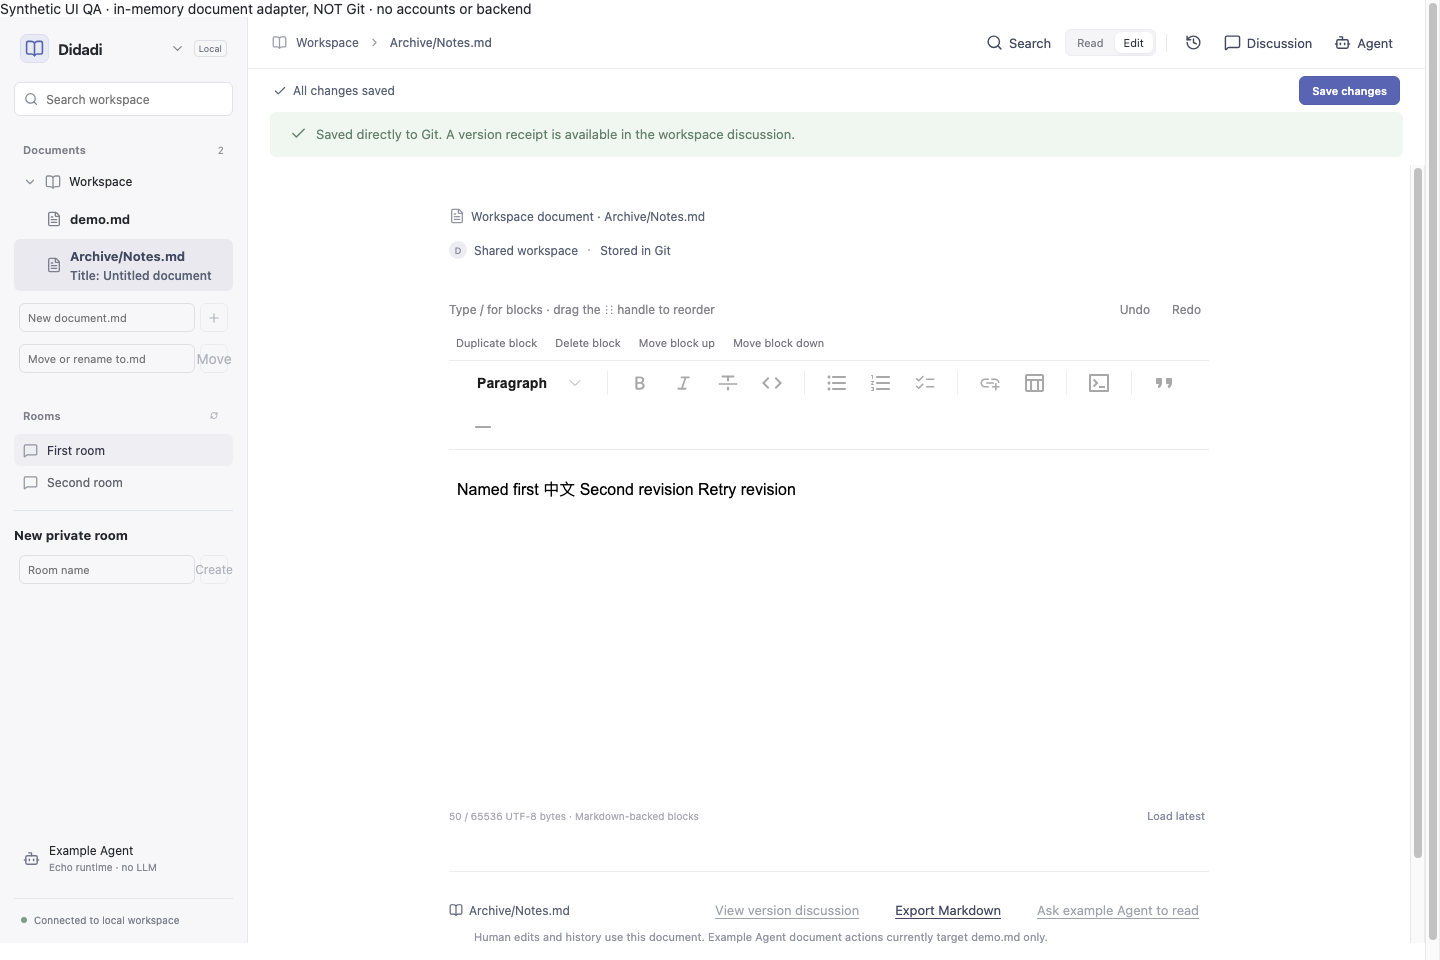 Synthetic UI QA · in-memory document adapter, NOT Git · no accounts or backend
Didadi
Local
Search workspace
Documents 2
Workspace
demo.md
Archive/Notes.md
Title: Untitled document
New document.md
Move or rename to.md Move
Rooms
First room
Second room
New private room
Room name Create
Example Agent
Echo runtime · no LLM
Connected to local workspace
Workspace > Archive/Notes.md
Search Read Edit Discussion Agent
All changes saved
Save changes
Saved directly to Git. A version receipt is available in the workspace discussion.
Workspace document · Archive/Notes.md
D Shared workspace · Stored in Git
Type / for blocks · drag the ⁝⁝ handle to reorder
Undo Redo
Duplicate block Delete block Move block up Move block down
Paragraph
Named first 中文 Second revision Retry revision
50 / 65536 UTF-8 bytes · Markdown-backed blocks
Load latest
Archive/Notes.md
View version discussion Export Markdown Ask example Agent to read
Human edits and history use this document. Example Agent document actions currently target demo.md only.